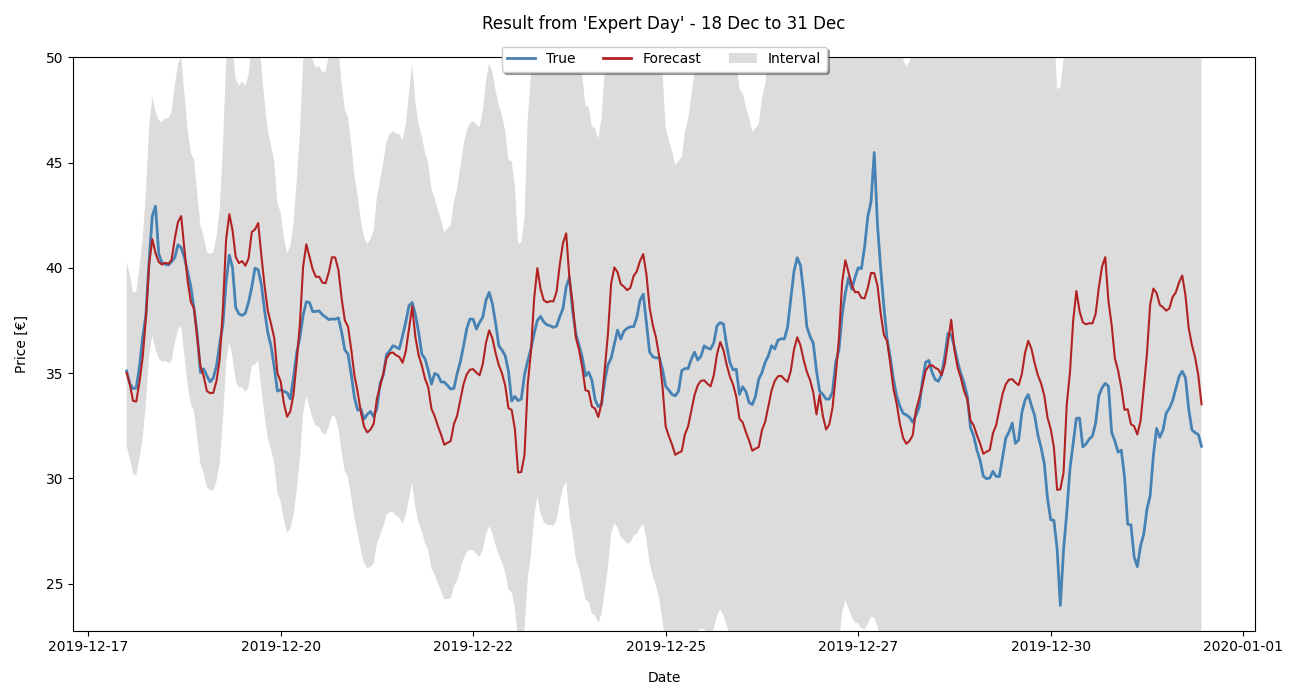 Result from 'Expert Day' - 18 Dec to 31 Dec
True Forecast Interval
50
45
40
35
30
25
Price [€]
2019-12-17 2019-12-20 2019-12-22 2019-12-25 2019-12-27 2019-12-30 2020-01-01
Date